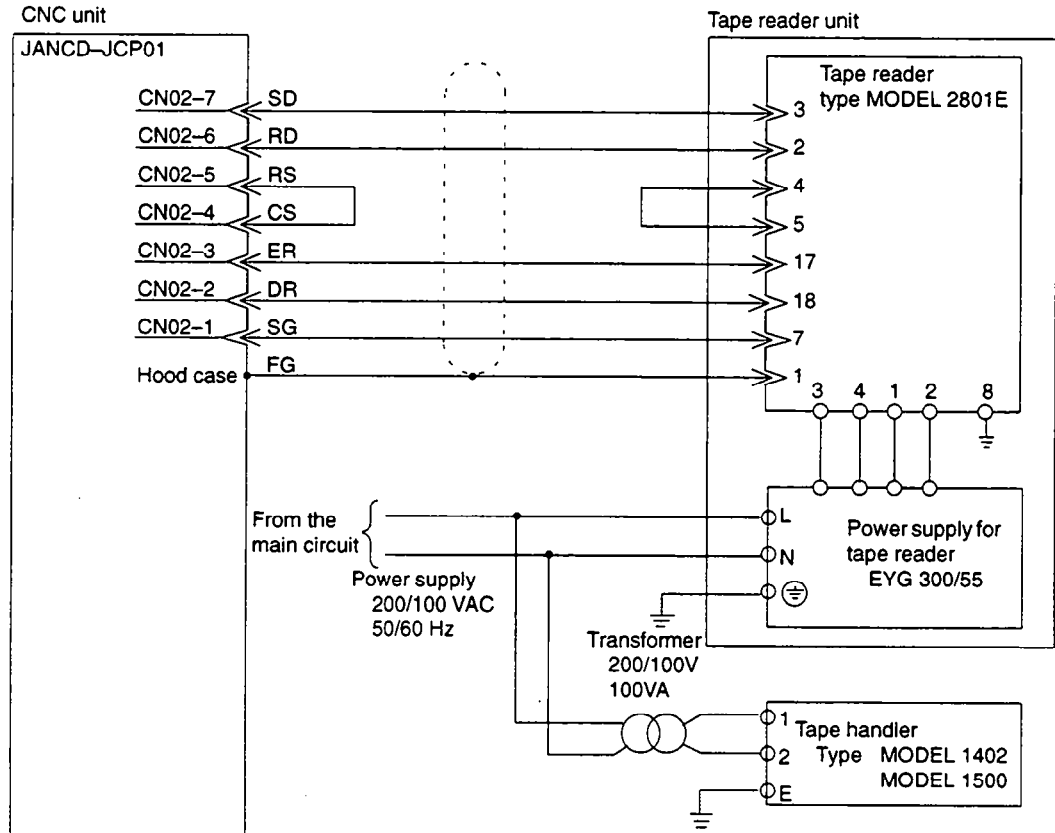 CNC unit
JANCD–JCP01
CN02–7 SD
CN02–6 RD
CN02–5 RS
CN02–4 CS
CN02–3 ER
CN02–2 DR
CN02–1 SG
Hood case FG
Tape reader unit
Tape reader
type MODEL 2801E
3
2
4
5
17
18
7
1
3 4 1 2 8
From the
main circuit
Power supply
200/100 VAC
50/60 Hz
L
N
Power supply for
tape reader
EYG 300/55
Transformer
200/100V
100VA
1
2
E
Tape handler
Type MODEL 1402
MODEL 1500